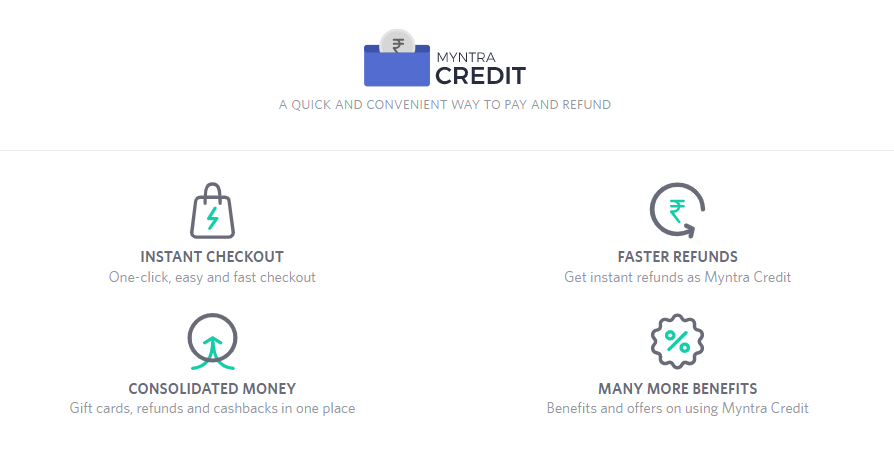 ₹
MYNTRA
CREDIT
A QUICK AND CONVENIENT WAY TO PAY AND REFUND
₹
INSTANT CHECKOUT
FASTER REFUNDS
One-click, easy and fast checkout
Get instant refunds as Myntra Credit
%
CONSOLIDATED MONEY
MANY MORE BENEFITS
Gift cards, refunds and cashbacks in one place
Benefits and offers on using Myntra Credit